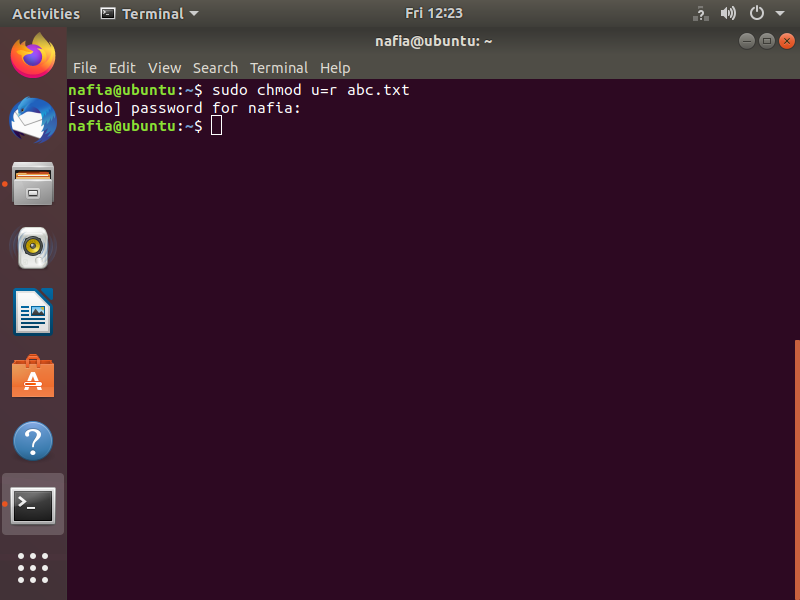 Activities Terminal Fri 12:23
nafia@ubuntu: ~
File Edit View Search Terminal Help
nafia@ubuntu:~$ sudo chmod u=r abc.txt
[sudo] password for nafia:
nafia@ubuntu:~$